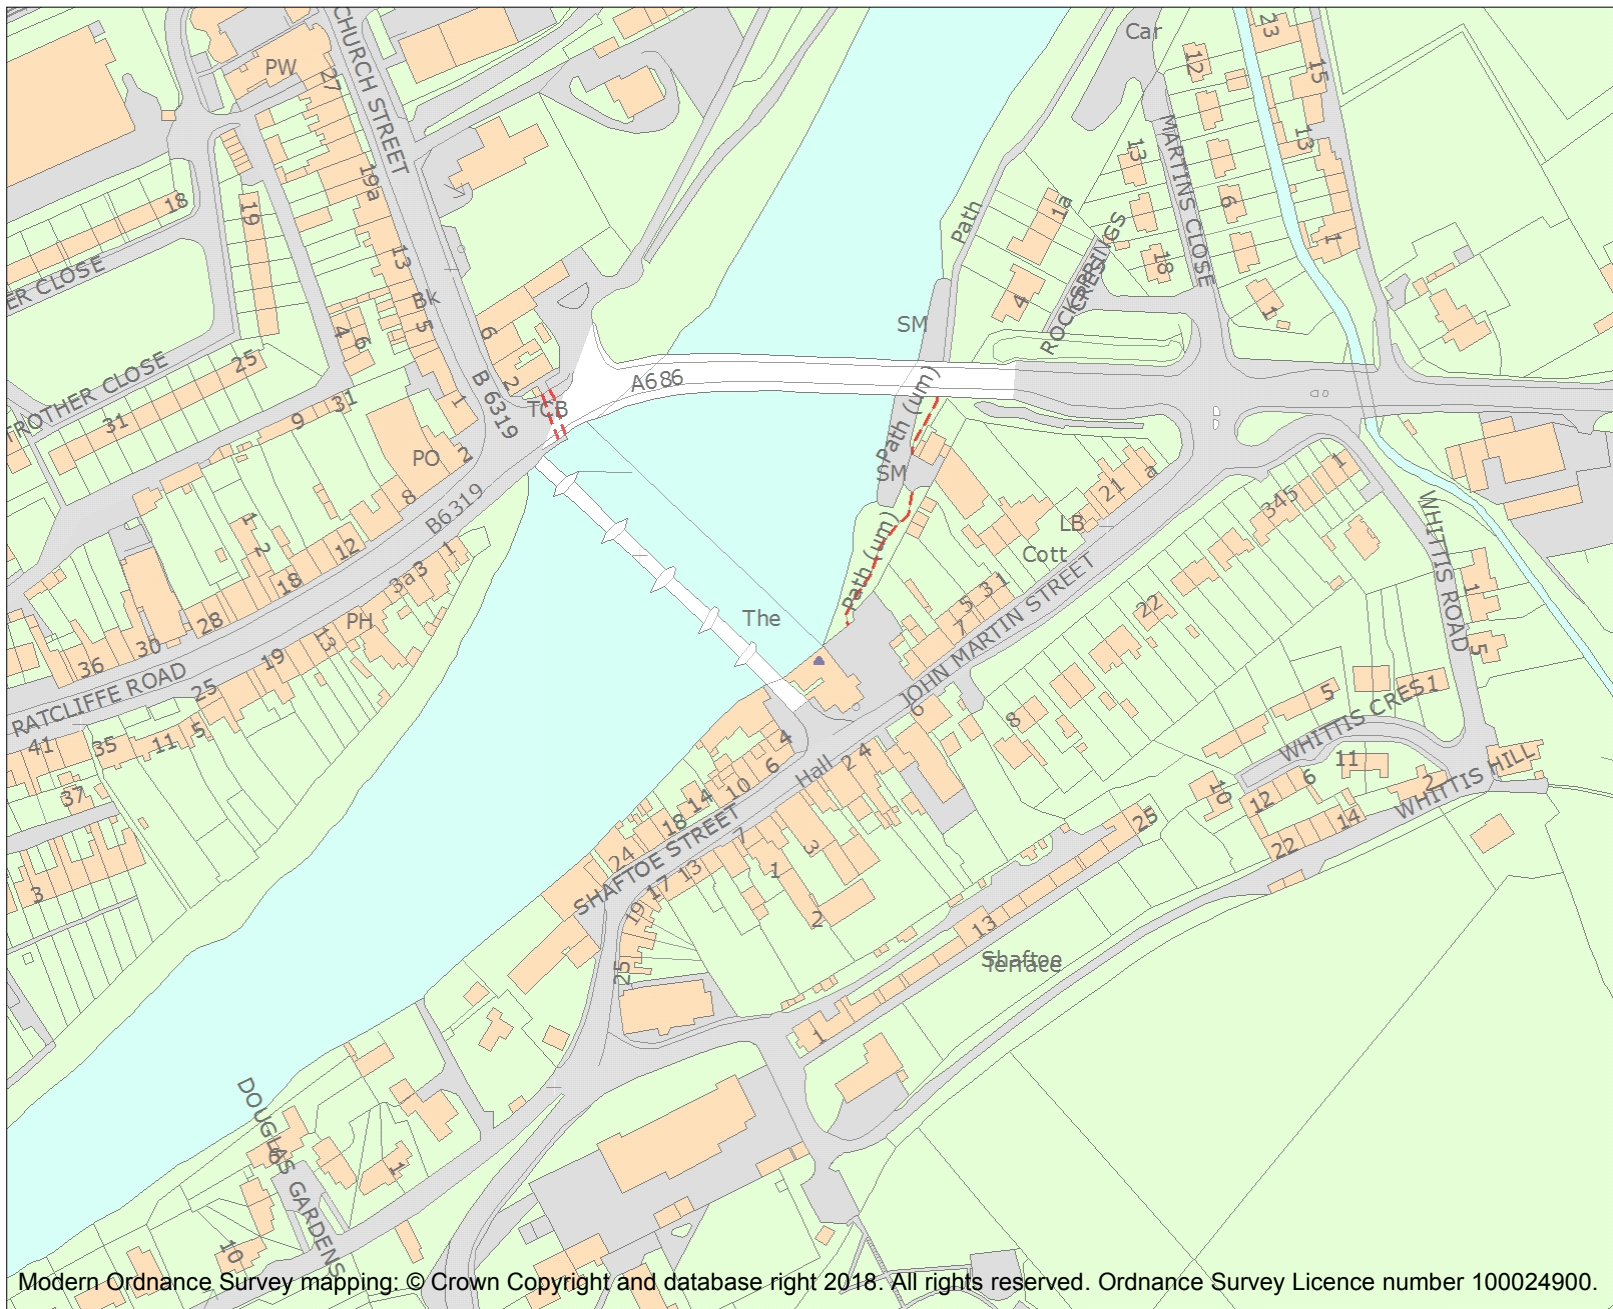 CHURCH STREET
PW
27
Car
12
23
15
13
MARTINS CLOSE
13
6
1
19a
18
19
13
Bk
5
ER CLOSE
4
6
6
2
Path
1a
ROCKSPRINGS
CRES
18
4
1
SM
A686
TCB
B 6319
1
TROTHER CLOSE
25
31
31
9
PO
2
8
B6319
Path (um)
SM
Path (um)
21
a
LB
Cott
1
345
WHITTIS ROAD
1
2
12
18
28
30
36
1
3a3
PH
13
19
25
RATCLIFFE ROAD
41
35
11
5
37
3
The
5 3 1
7
JOHN MARTIN STREET
22
1
5
6
8
5
1
WHITTIS CRES
11
10
12
6
2
WHITTIS HILL
14
22
4
6
10
14
18
24
Hall
2 4
SHAFTOE STREET
7
13
17
19
25
3
1
2
25
13
Shaftoe
Terrace
1
DOUGLAS GARDENS
6
1
10
Modern Ordnance Survey mapping: © Crown Copyright and database right 2018. All rights reserved. Ordnance Survey Licence number 100024900.